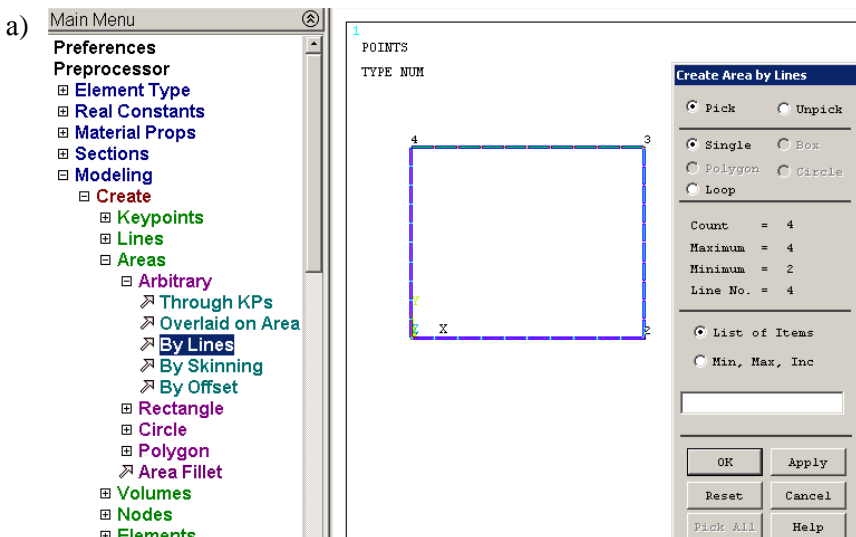 a)
Main Menu
Preferences
Preprocessor
Element Type
Real Constants
Material Props
Sections
Modeling
Create
Keypoints
Lines
Areas
Arbitrary
Through KPs
Overlaid on Area
By Lines
By Skinning
By Offset
Rectangle
Circle
Polygon
Area Fillet
Volumes
Nodes
Elements
1
POINTS
TYPE NUM
4
3
Y
Z
X
2
Create Area by Lines
Pick
Unpick
Single
Box
Polygon
Circle
Loop
Count = 4
Maximum = 4
Minimum = 2
Line No. = 4
List of Items
Min, Max, Inc
OK
Apply
Reset
Cancel
Pick All
Help